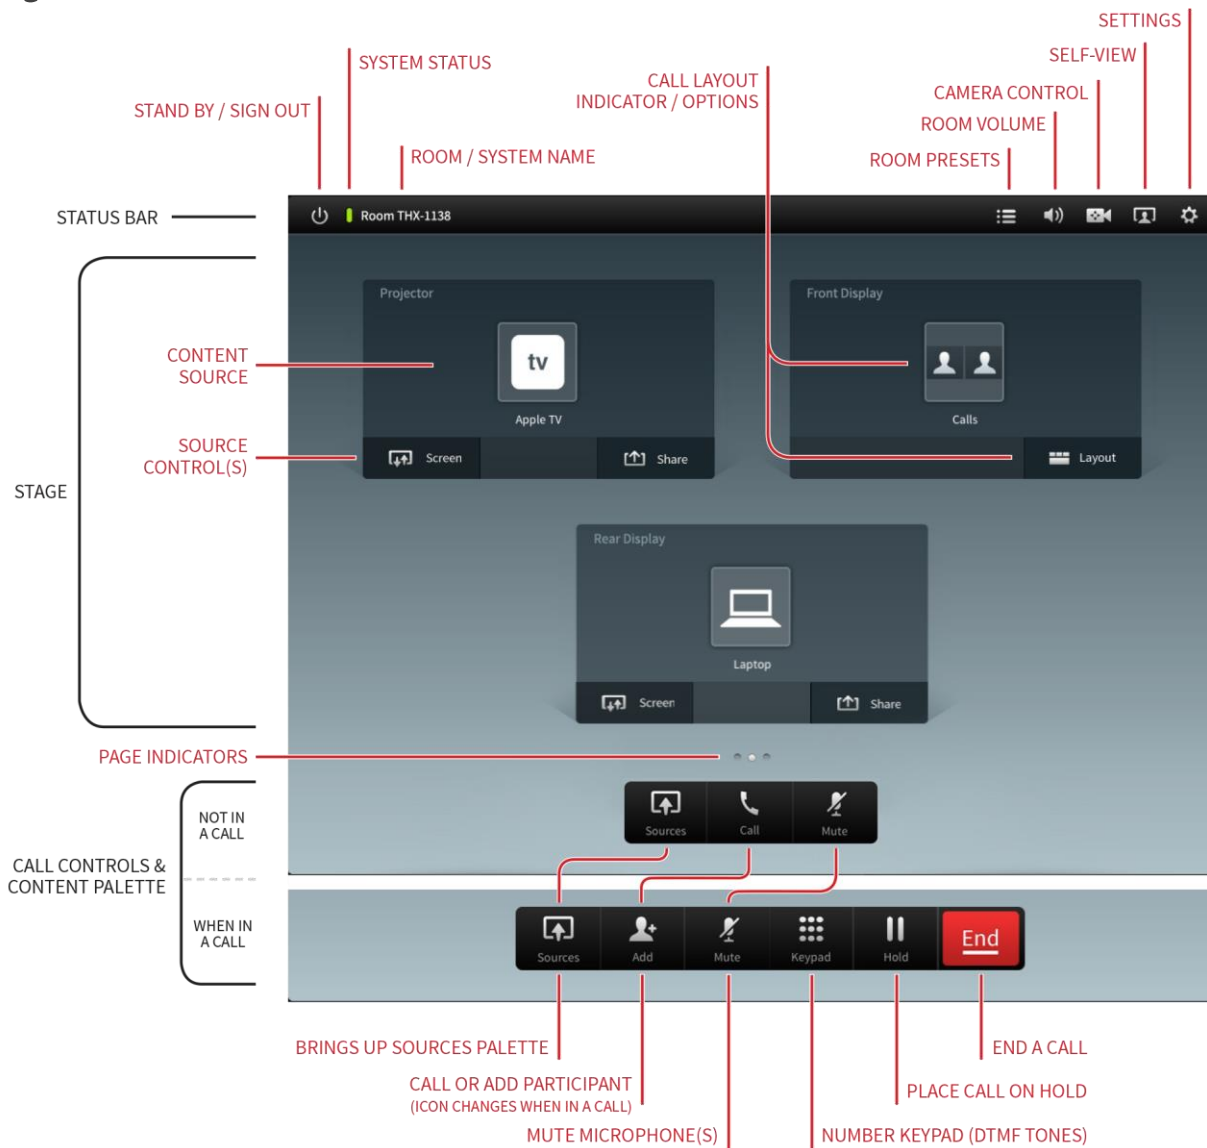 SETTINGS
SELF-VIEW
SYSTEM STATUS
CALL LAYOUT
INDICATOR / OPTIONS
CAMERA CONTROL
STAND BY / SIGN OUT
ROOM VOLUME
ROOM / SYSTEM NAME
ROOM PRESETS
STATUS BAR
Room THX-1138
Projector
Front Display
tv
CONTENT
SOURCE
Apple TV
Calls
SOURCE
CONTROL(S)
Screen
Share
Layout
STAGE
Rear Display
Laptop
Screen
Share
PAGE INDICATORS
NOT IN
A CALL
Sources
Call
Mute
CALL CONTROLS &
CONTENT PALETTE
WHEN IN
A CALL
Sources
Add
Mute
Keypad
Hold
End
BRINGS UP SOURCES PALETTE
END A CALL
CALL OR ADD PARTICIPANT
(ICON CHANGES WHEN IN A CALL)
PLACE CALL ON HOLD
MUTE MICROPHONE(S)
NUMBER KEYPAD (DTMF TONES)